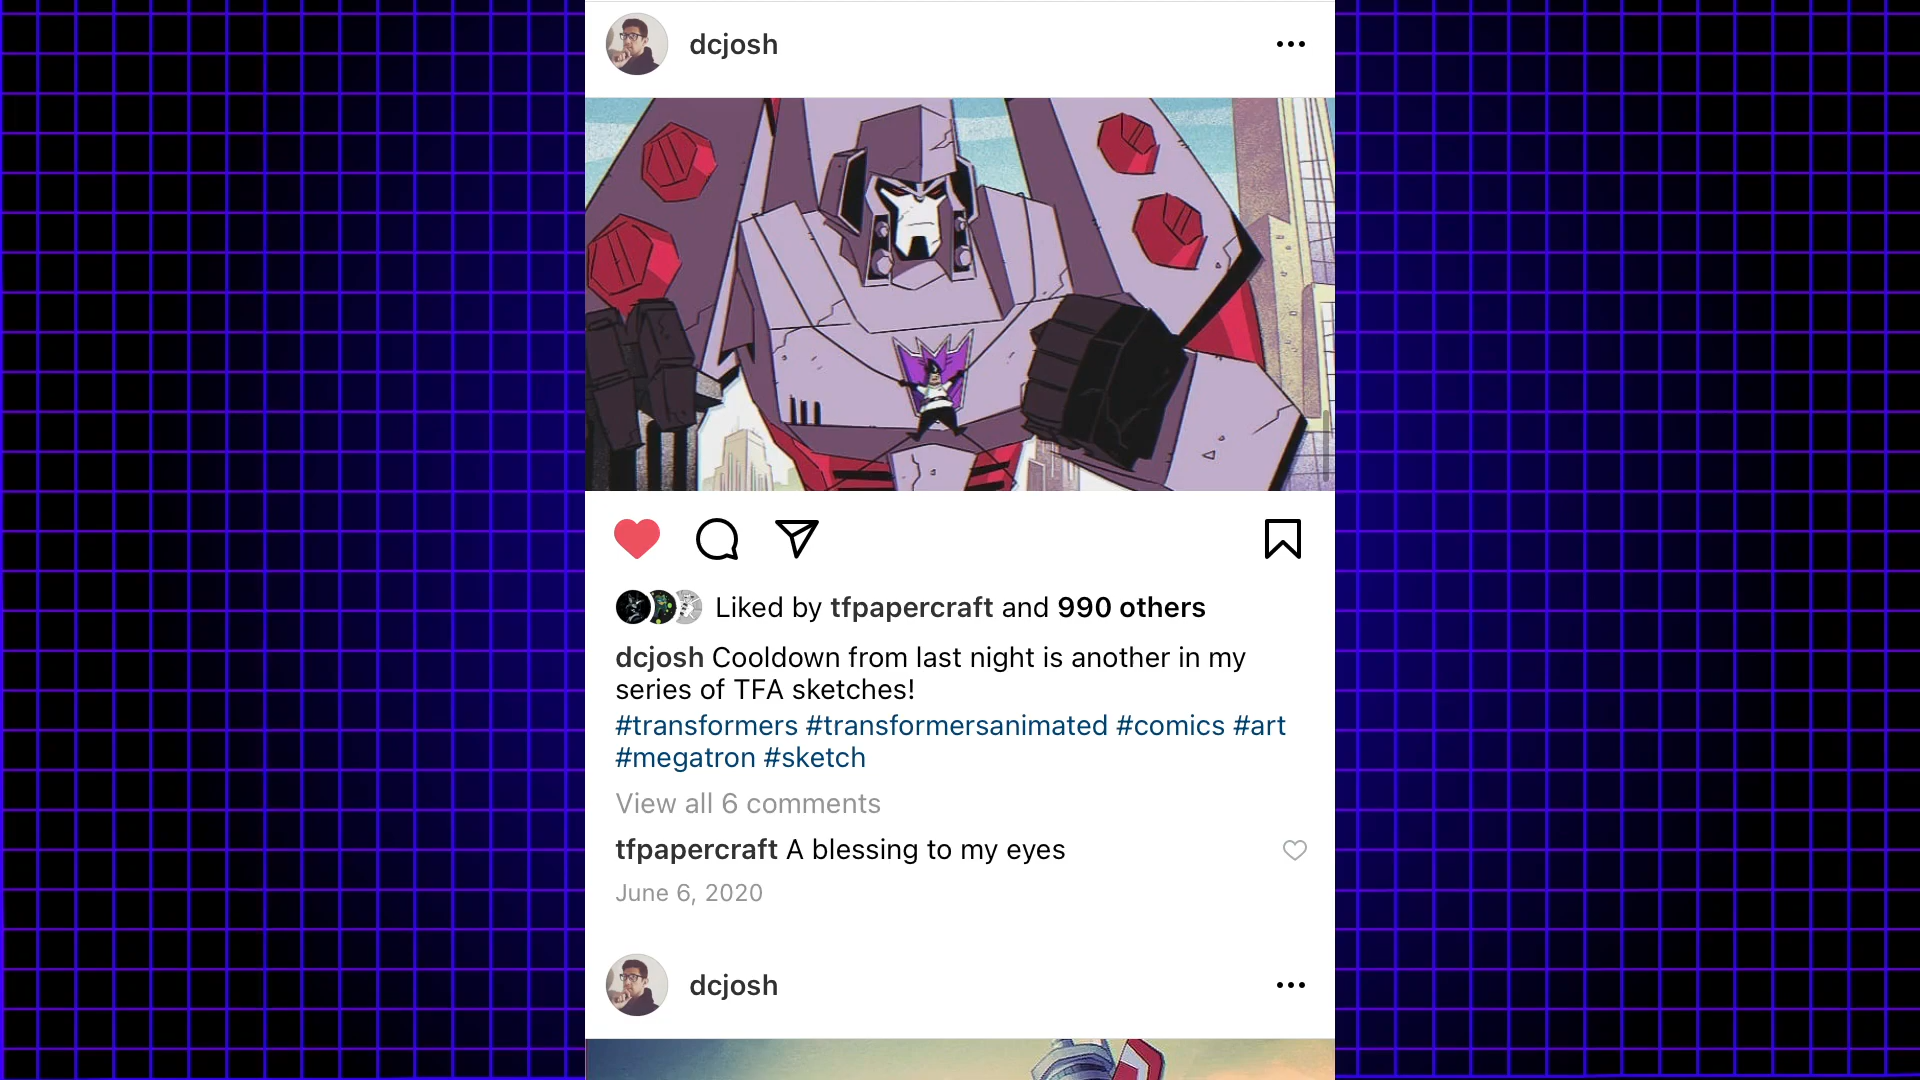 dcjosh
Liked by tfpapercraft and 990 others
dcjosh Cooldown from last night is another in my
series of TFA sketches!
#transformers #transformersanimated #comics #art
#megatron #sketch
View all 6 comments
tfpapercraft A blessing to my eyes
June 6, 2020
dcjosh